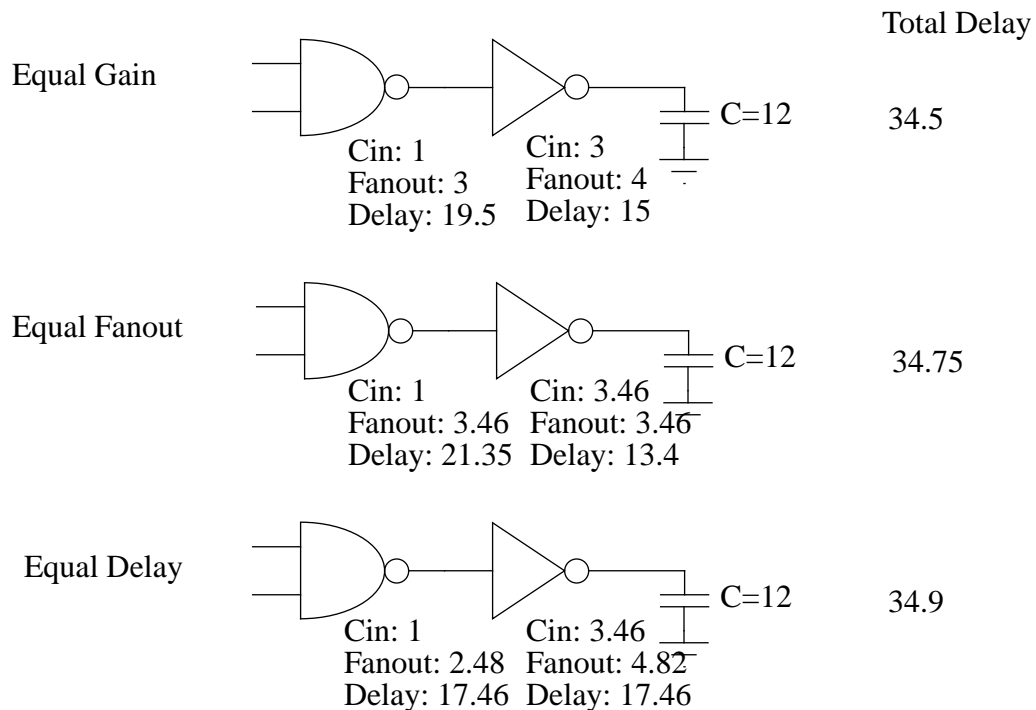 Total Delay
Equal Gain
C=12
34.5
Cin: 1
Fanout: 3
Delay: 19.5
Cin: 3
Fanout: 4
Delay: 15
Equal Fanout
C=12
34.75
Cin: 1
Fanout: 3.46
Delay: 21.35
Cin: 3.46
Fanout: 3.46
Delay: 13.4
Equal Delay
C=12
34.9
Cin: 1
Fanout: 2.48
Delay: 17.46
Cin: 3.46
Fanout: 4.82
Delay: 17.46